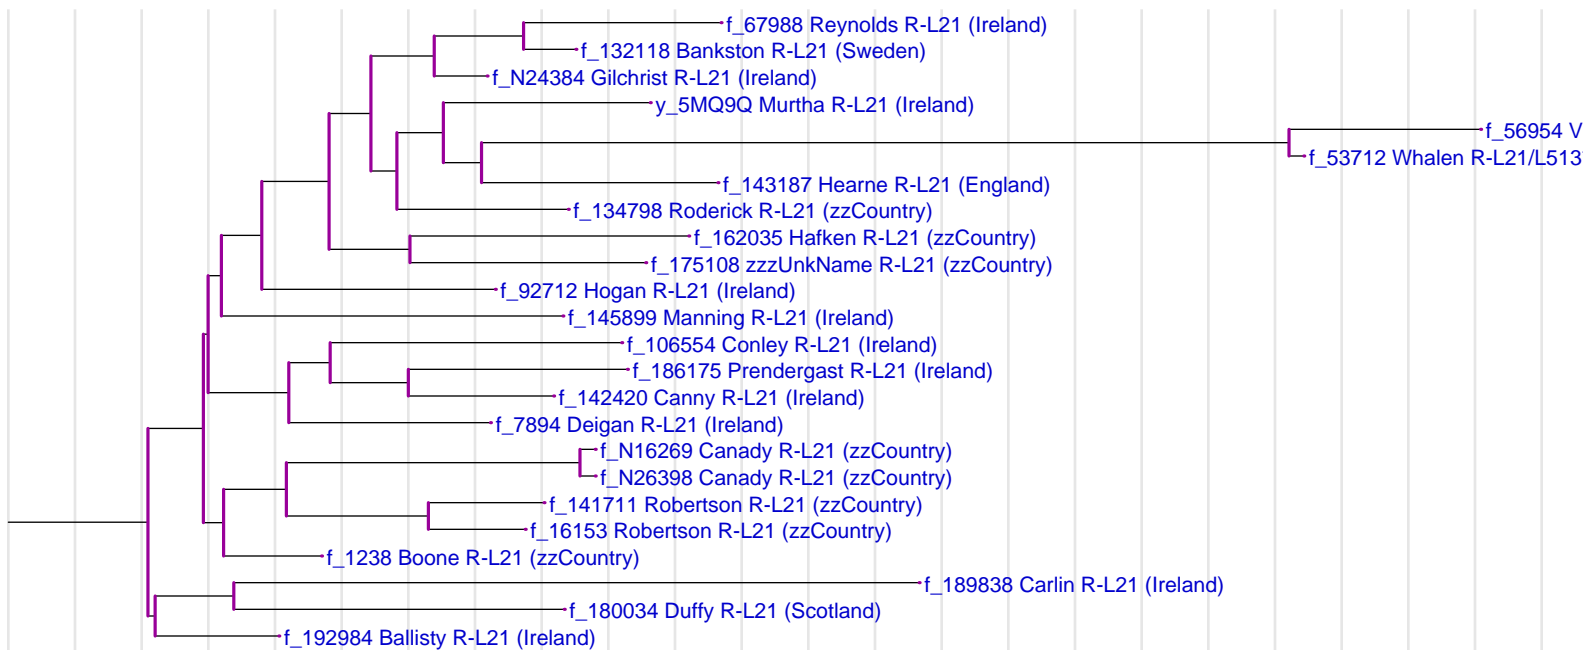 f_67988 Reynolds R-L21 (Ireland)
f_132118 Bankston R-L21 (Sweden)
f_N24384 Gilchrist R-L21 (Ireland)
y_5MQ9Q Murtha R-L21 (Ireland)
f_56954 V
f_53712 Whalen R-L21/L513
f_143187 Hearne R-L21 (England)
f_134798 Roderick R-L21 (zzCountry)
f_162035 Hafken R-L21 (zzCountry)
f_175108 zzzUnkName R-L21 (zzCountry)
f_92712 Hogan R-L21 (Ireland)
f_145899 Manning R-L21 (Ireland)
f_106554 Conley R-L21 (Ireland)
f_186175 Prendergast R-L21 (Ireland)
f_142420 Canny R-L21 (Ireland)
f_7894 Deigan R-L21 (Ireland)
f_N16269 Canady R-L21 (zzCountry)
f_N26398 Canady R-L21 (zzCountry)
f_141711 Robertson R-L21 (zzCountry)
f_16153 Robertson R-L21 (zzCountry)
f_1238 Boone R-L21 (zzCountry)
f_189838 Carlin R-L21 (Ireland)
f_180034 Duffy R-L21 (Scotland)
f_192984 Ballisty R-L21 (Ireland)